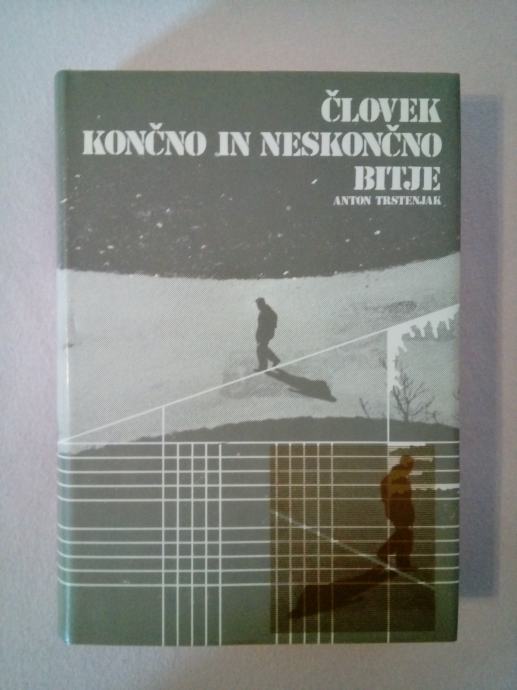 ČLOVEK
KONČNO IN NESKONČNO
BITJE
ANTON TRSTENJAK